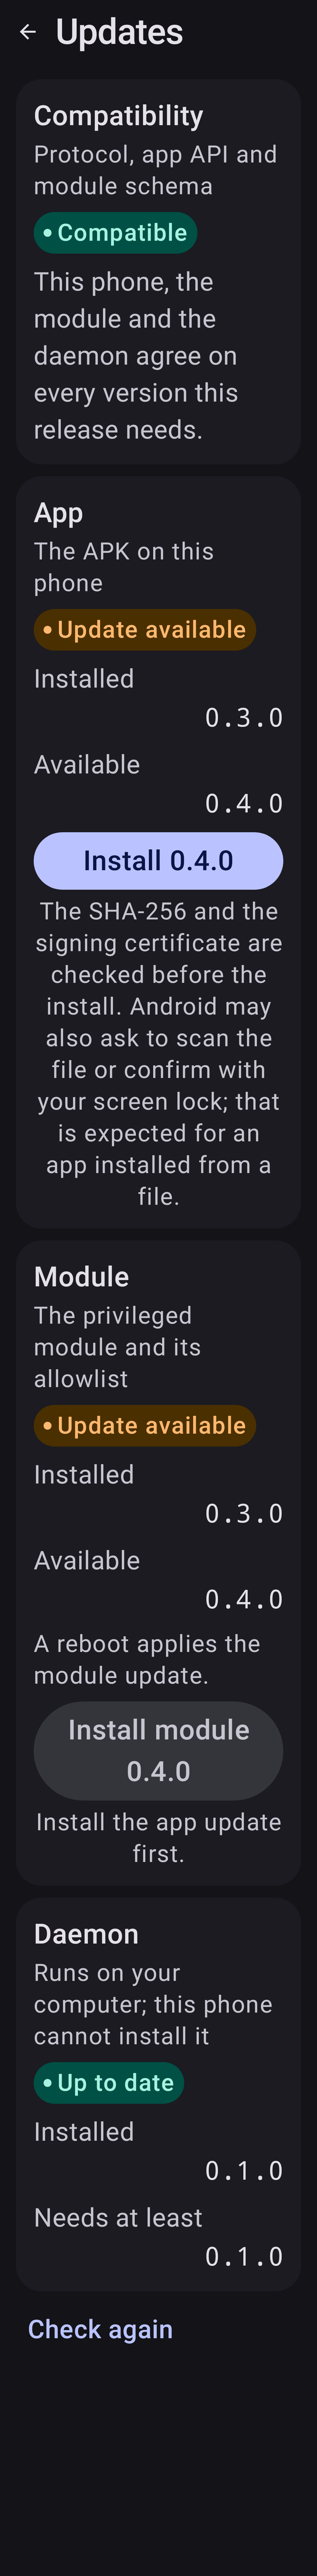 Updates
Compatibility
Protocol, app API and
module schema
• Compatible
This phone, the
module and the
daemon agree on
every version this
release needs.
App
The APK on this
phone
• Update available
Installed
0.3.0
Available
0.4.0
Install 0.4.0
The SHA-256 and the
signing certificate are
checked before the
install. Android may
also ask to scan the
file or confirm with
your screen lock; that
is expected for an
app installed from a
file.
Module
The privileged
module and its
allowlist
• Update available
Installed
0.3.0
Available
0.4.0
A reboot applies the
module update.
Install module
0.4.0
Install the app update
first.
Daemon
Runs on your
computer; this phone
cannot install it
• Up to date
Installed
0.1.0
Needs at least
0.1.0
Check again